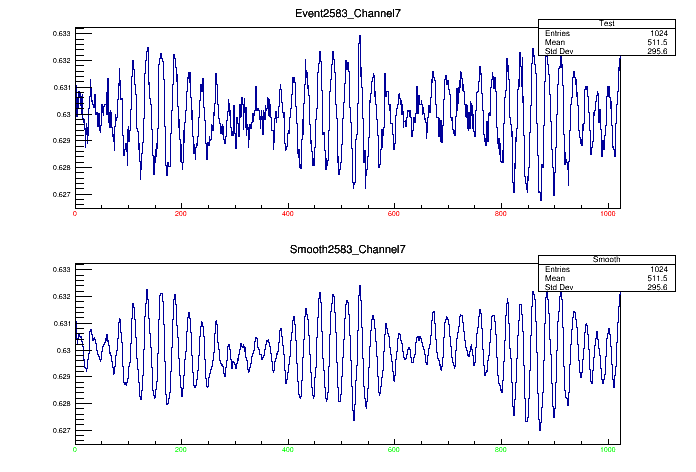 Event2583_Channel7
Test
Entries 1024
Mean 511.5
Std Dev 295.6
0.633
0.632
0.631
0.63
0.629
0.628
0.627
0 200 400 600 800 1000
Smooth2583_Channel7
Smooth
Entries 1024
Mean 511.5
Std Dev 295.6
0.633
0.632
0.631
0.63
0.629
0.628
0.627
0 200 400 600 800 1000